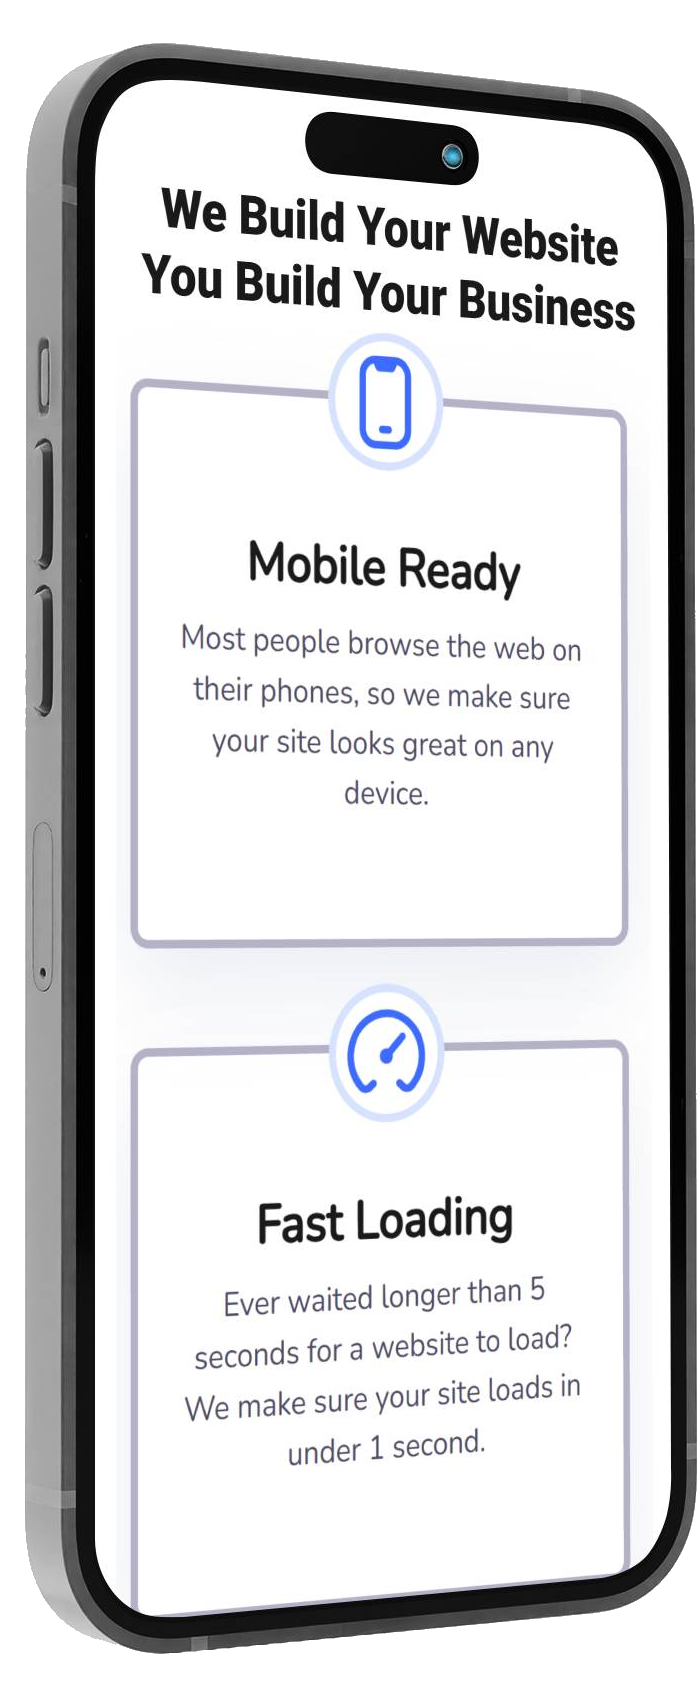 We Build Your Website
You Build Your Business
Mobile Ready
Most people browse the web on
their phones, so we make sure
your site looks great on any
device.
Fast Loading
Ever waited longer than 5
seconds for a website to load?
We make sure your site loads in
under 1 second.